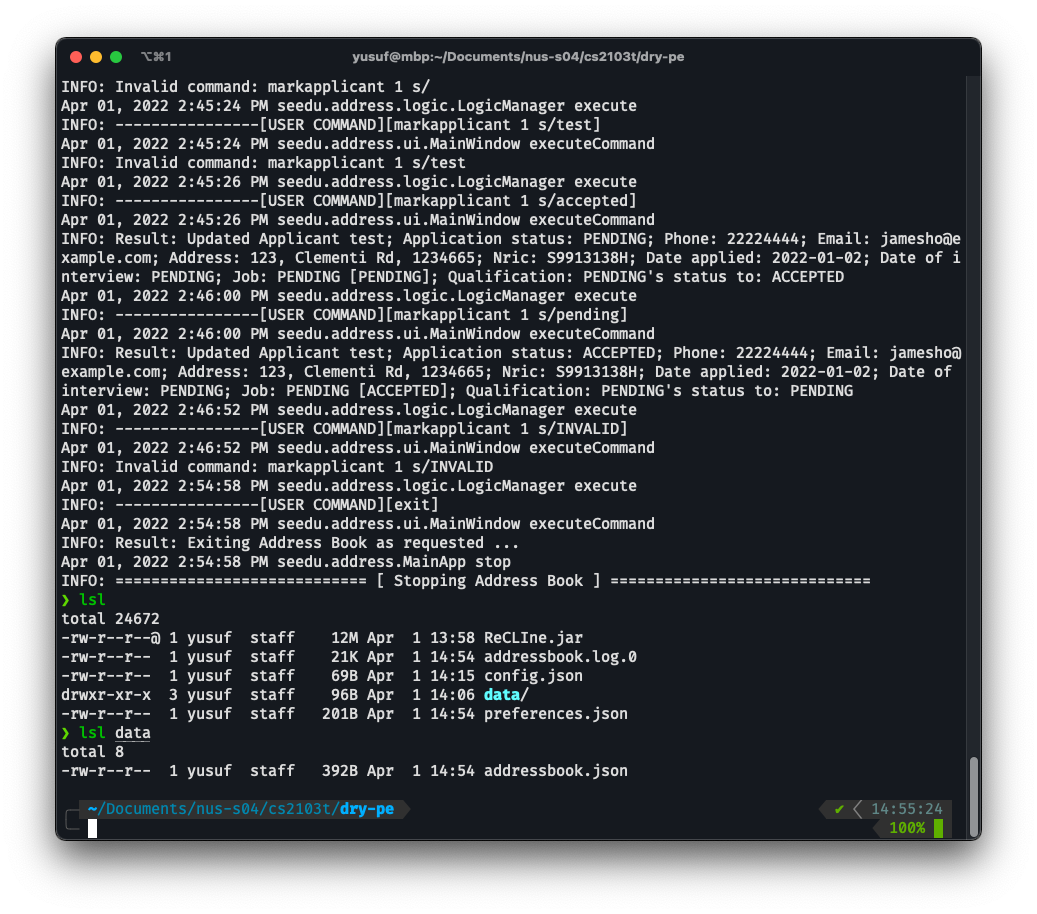 ⌥⌘1 yusuf@mbp:~/Documents/nus-s04/cs2103t/dry-pe
INFO: Invalid command: markapplicant 1 s/
Apr 01, 2022 2:45:24 PM seedu.address.logic.LogicManager execute
INFO: ----------------[USER COMMAND][markapplicant 1 s/test]
Apr 01, 2022 2:45:24 PM seedu.address.ui.MainWindow executeCommand
INFO: Invalid command: markapplicant 1 s/test
Apr 01, 2022 2:45:26 PM seedu.address.logic.LogicManager execute
INFO: ----------------[USER COMMAND][markapplicant 1 s/accepted]
Apr 01, 2022 2:45:26 PM seedu.address.ui.MainWindow executeCommand
INFO: Result: Updated Applicant test; Application status: PENDING; Phone: 22224444; Email: jamesho@e
xample.com; Address: 123, Clementi Rd, 1234665; Nric: S9913138H; Date applied: 2022-01-02; Date of i
nterview: PENDING; Job: PENDING [PENDING]; Qualification: PENDING's status to: ACCEPTED
Apr 01, 2022 2:46:00 PM seedu.address.logic.LogicManager execute
INFO: ----------------[USER COMMAND][markapplicant 1 s/pending]
Apr 01, 2022 2:46:00 PM seedu.address.ui.MainWindow executeCommand
INFO: Result: Updated Applicant test; Application status: ACCEPTED; Phone: 22224444; Email: jamesho@
example.com; Address: 123, Clementi Rd, 1234665; Nric: S9913138H; Date applied: 2022-01-02; Date of
interview: PENDING; Job: PENDING [ACCEPTED]; Qualification: PENDING's status to: PENDING
Apr 01, 2022 2:46:52 PM seedu.address.logic.LogicManager execute
INFO: ----------------[USER COMMAND][markapplicant 1 s/INVALID]
Apr 01, 2022 2:46:52 PM seedu.address.ui.MainWindow executeCommand
INFO: Invalid command: markapplicant 1 s/INVALID
Apr 01, 2022 2:54:58 PM seedu.address.logic.LogicManager execute
INFO: ----------------[USER COMMAND][exit]
Apr 01, 2022 2:54:58 PM seedu.address.ui.MainWindow executeCommand
INFO: Result: Exiting Address Book as requested ...
Apr 01, 2022 2:54:58 PM seedu.address.MainApp stop
INFO: ============================ [ Stopping Address Book ] =============================
❯ lsl
total 24672
-rw-r--r--@ 1 yusuf  staff    12M Apr  1 13:58 ReCLIne.jar
-rw-r--r--  1 yusuf  staff    21K Apr  1 14:54 addressbook.log.0
-rw-r--r--  1 yusuf  staff    69B Apr  1 14:15 config.json
drwxr-xr-x  3 yusuf  staff    96B Apr  1 14:06 data/
-rw-r--r--  1 yusuf  staff   201B Apr  1 14:54 preferences.json
❯ lsl data
total 8
-rw-r--r--  1 yusuf  staff   392B Apr  1 14:54 addressbook.json
~/Documents/nus-s04/cs2103t/dry-pe ✔ 14:55:24
100%